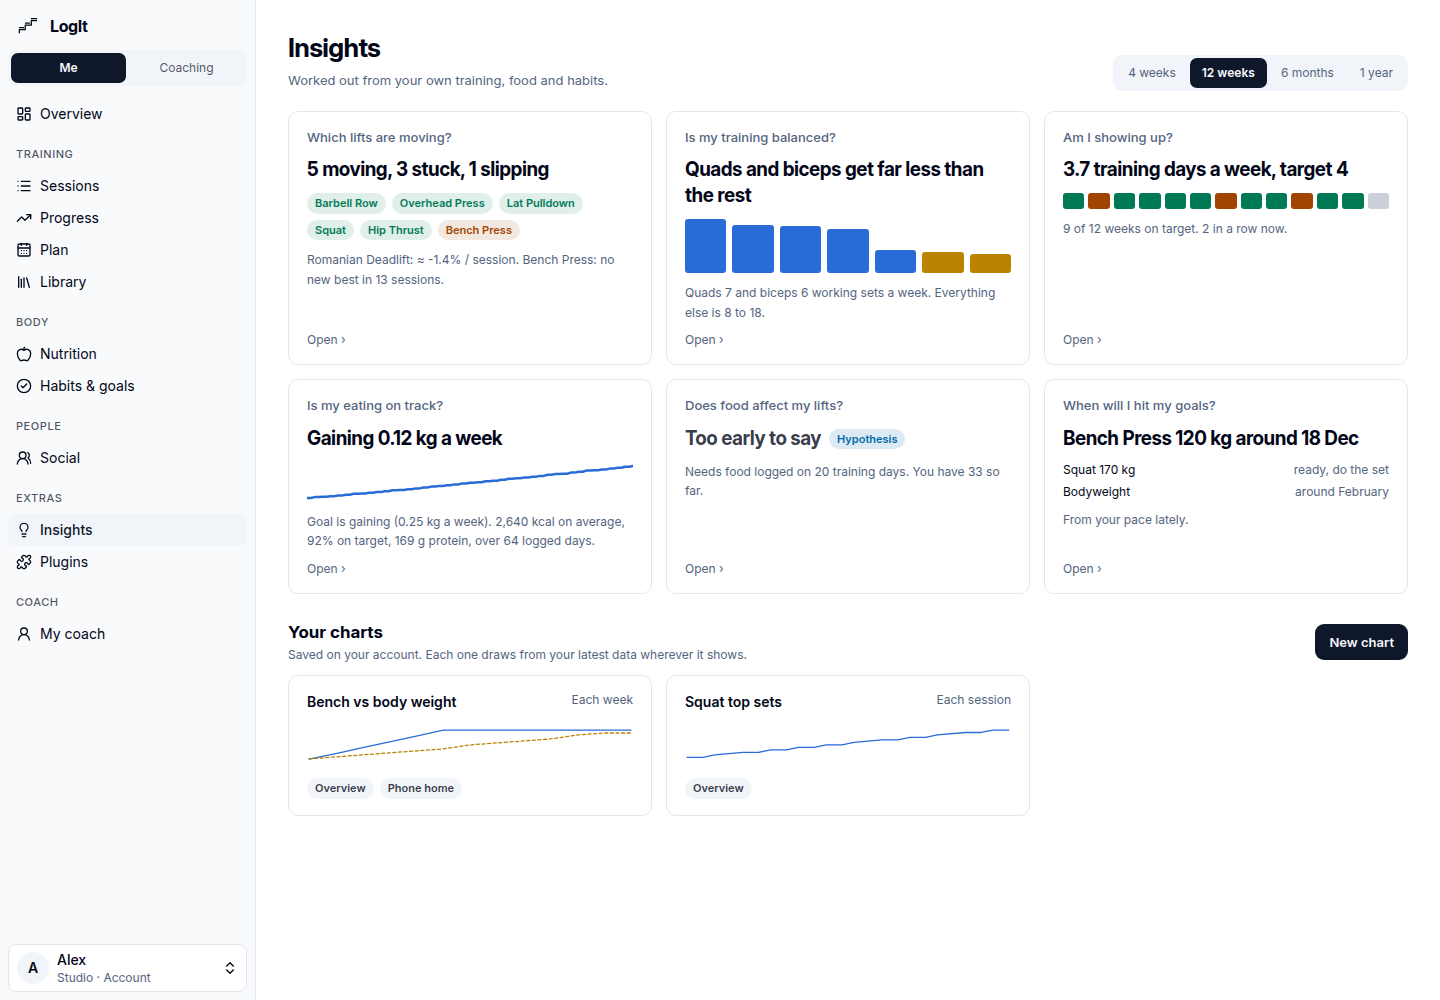 LogIt
Me
Coaching
Overview
TRAINING
Sessions
Progress
Plan
Library
BODY
Nutrition
Habits & goals
PEOPLE
Social
EXTRAS
Insights
Plugins
COACH
My coach
A
Alex
Studio · Account
Insights
Worked out from your own training, food and habits.
4 weeks
12 weeks
6 months
1 year
Which lifts are moving?
5 moving, 3 stuck, 1 slipping
Barbell Row
Overhead Press
Lat Pulldown
Squat
Hip Thrust
Bench Press
Romanian Deadlift: ≈ -1.4% / session. Bench Press: no
new best in 13 sessions.
Open ›
Is my training balanced?
Quads and biceps get far less than
the rest
Quads 7 and biceps 6 working sets a week. Everything
else is 8 to 18.
Open ›
Am I showing up?
3.7 training days a week, target 4
9 of 12 weeks on target. 2 in a row now.
Open ›
Is my eating on track?
Gaining 0.12 kg a week
Goal is gaining (0.25 kg a week). 2,640 kcal on average,
92% on target, 169 g protein, over 64 logged days.
Open ›
Does food affect my lifts?
Too early to say
Hypothesis
Needs food logged on 20 training days. You have 33 so
far.
Open ›
When will I hit my goals?
Bench Press 120 kg around 18 Dec
Squat 170 kg
ready, do the set
Bodyweight
around February
From your pace lately.
Open ›
Your charts
Saved on your account. Each one draws from your latest data wherever it shows.
New chart
Bench vs body weight
Each week
Overview
Phone home
Squat top sets
Each session
Overview